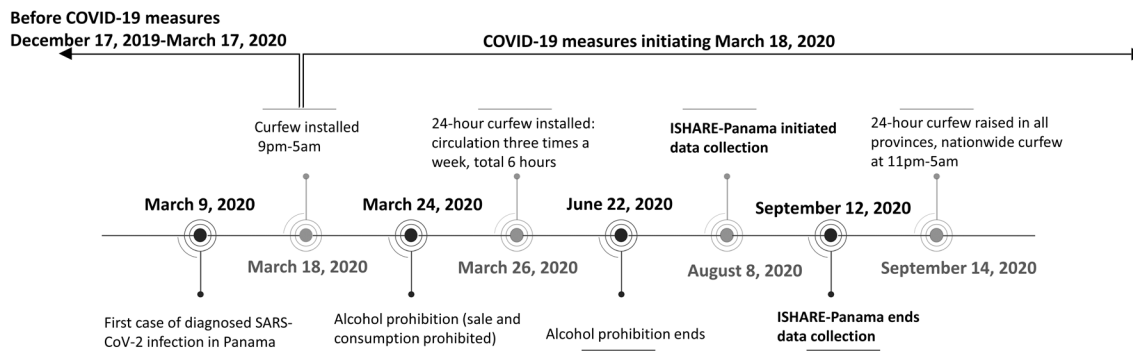 Before COVID-19 measures
December 17, 2019-March 17, 2020
COVID-19 measures initiating March 18, 2020
Curfew installed
9pm-5am
24-hour curfew installed:
circulation three times a
week, total 6 hours
ISHARE-Panama initiated
data collection
24-hour curfew raised in all
provinces, nationwide curfew
at 11pm-5am
March 9, 2020
March 24, 2020
June 22, 2020
September 12, 2020
March 18, 2020
March 26, 2020
August 8, 2020
September 14, 2020
First case of diagnosed SARS-
CoV-2 infection in Panama
Alcohol prohibition (sale and
consumption prohibited)
Alcohol prohibition ends
ISHARE-Panama ends
data collection